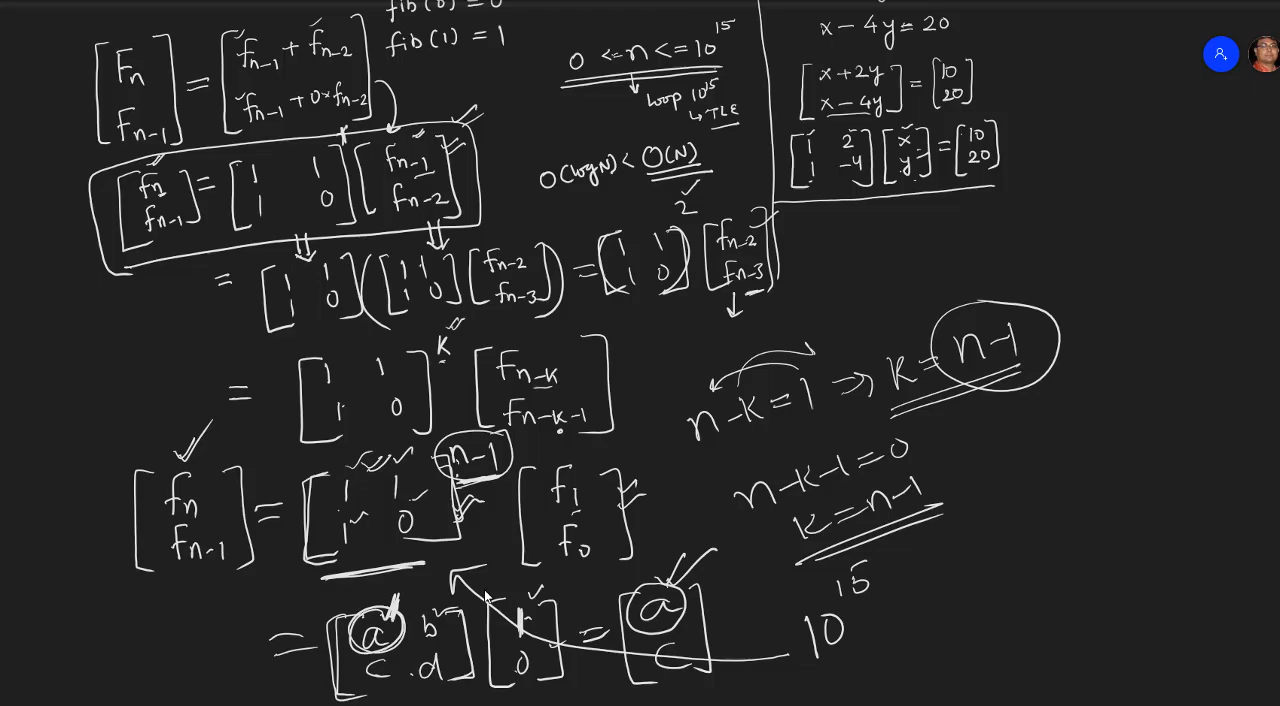 fib(0) = 0
fib(1) = 1
[Fn
Fn-1] = [fn-1 + fn-2
fn-1 + 0×fn-2]
[fn
fn-1] = [1 1
1 0] [fn-1
fn-2]
= [1 1
1 0] ([1 1
1 0] [fn-2
fn-3]) = [1 1
1 0]^2 [fn-2
fn-3]
= [1 1
1 0]^K [Fn-K
Fn-K-1]
[fn
fn-1] = [1 1
1 0]^n-1 [f1
f0]
= [a b
c d] [1
0] = [a
c]
0 <= n <= 10^15
Loop 10^15
↳ TLE
O(logN) < O(N)
x - 4y = 20
[x + 2y
x - 4y] = [10
20]
[1 2
1 -4] [x
y] = [10
20]
n-K = 1 ⇒ K = n-1
n-K-1 = 0
K = n-1
10^15